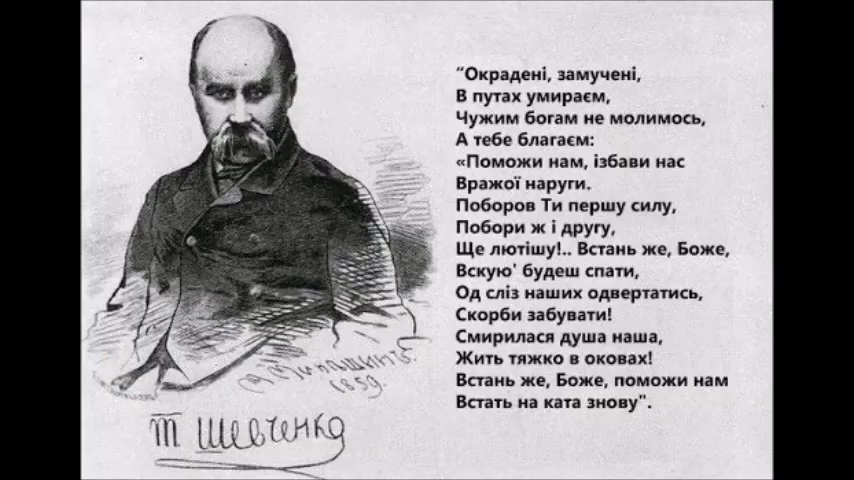 “Окрадені, замучені,
В путах умираєм,
Чужим богам не молимось,
А тебе благаєм:
«Поможи нам, ізбави нас
Вражої наруги.
Поборов Ти першу силу,
Побори ж і другу,
Ще лютішу!.. Встань же, Боже,
Вскую' будеш спати,
Од сліз наших одвертатись,
Скорби забувати!
Смирилася душа наша,
Жить тяжко в оковах!
Встань же, Боже, поможи нам
Встать на ката знову".
1859.
Т Шевченко